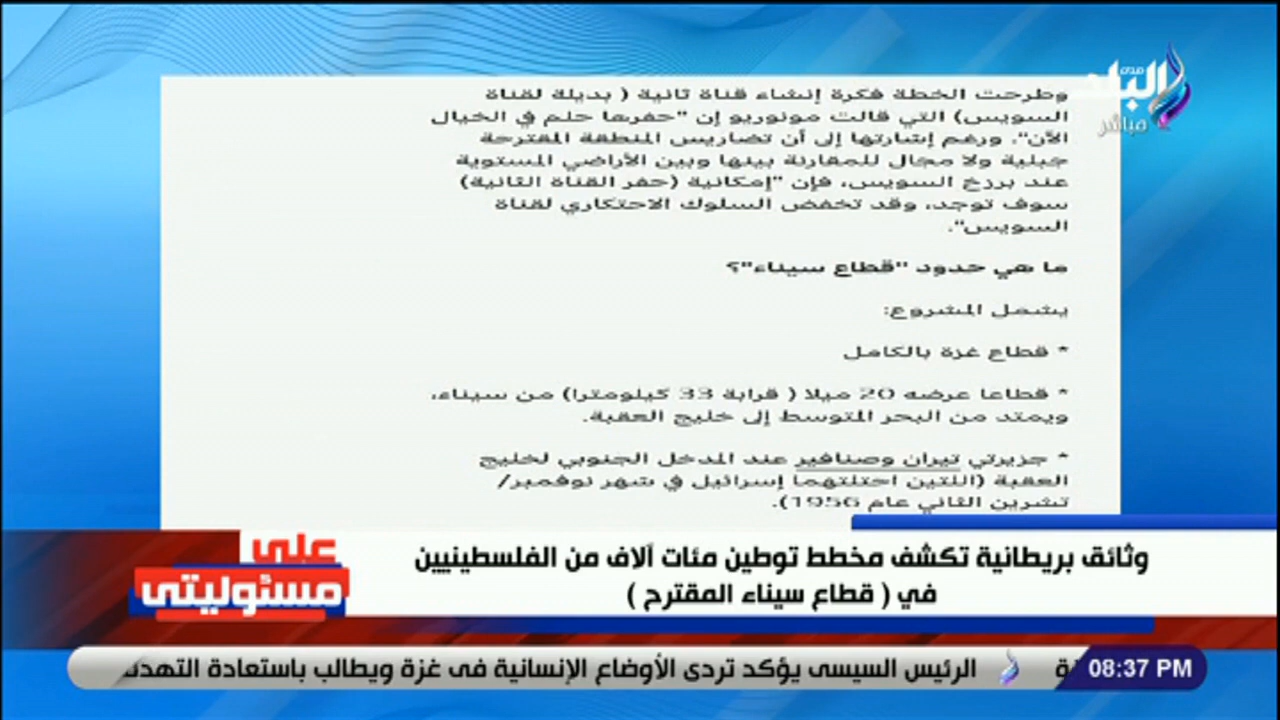 صدى
البلد
مباشر
وطرحت الخطة فكرة إنشاء قناة ثانية ( بديلة لقناة
السويس) التي قالت مونوريو إن "حفرها حلم في الخيال
الآن". ورغم إشارتها إلى أن تضاريس المنطقة المقترحة
جبلية ولا مجال للمقارنة بينها وبين الأراضي المستوية
عند برزخ السويس، فإن "إمكانية (حفر القناة الثانية)
سوف توجد، وقد تخفض السلوك الاحتكاري لقناة
السويس".
ما هي حدود "قطاع سيناء"؟
يشمل المشروع:
* قطاع غزة بالكامل
* قطاعا عرضه 20 ميلا ( قرابة 33 كيلومترا) من سيناء،
ويمتد من البحر المتوسط إلى خليج العقبة.
* جزيرتي تيران وصنافير عند المدخل الجنوبي لخليج
العقبة (اللتين احتلتهما إسرائيل في شهر نوفمبر/
تشرين الثاني عام 1956).
على
مسئوليتى
وثائق بريطانية تكشف مخطط توطين مئات آلاف من الفلسطينيين
في ( قطاع سيناء المقترح )
08:37 PM
الرئيس السيسى يؤكد تردى الأوضاع الإنسانية فى غزة ويطالب باستعادة